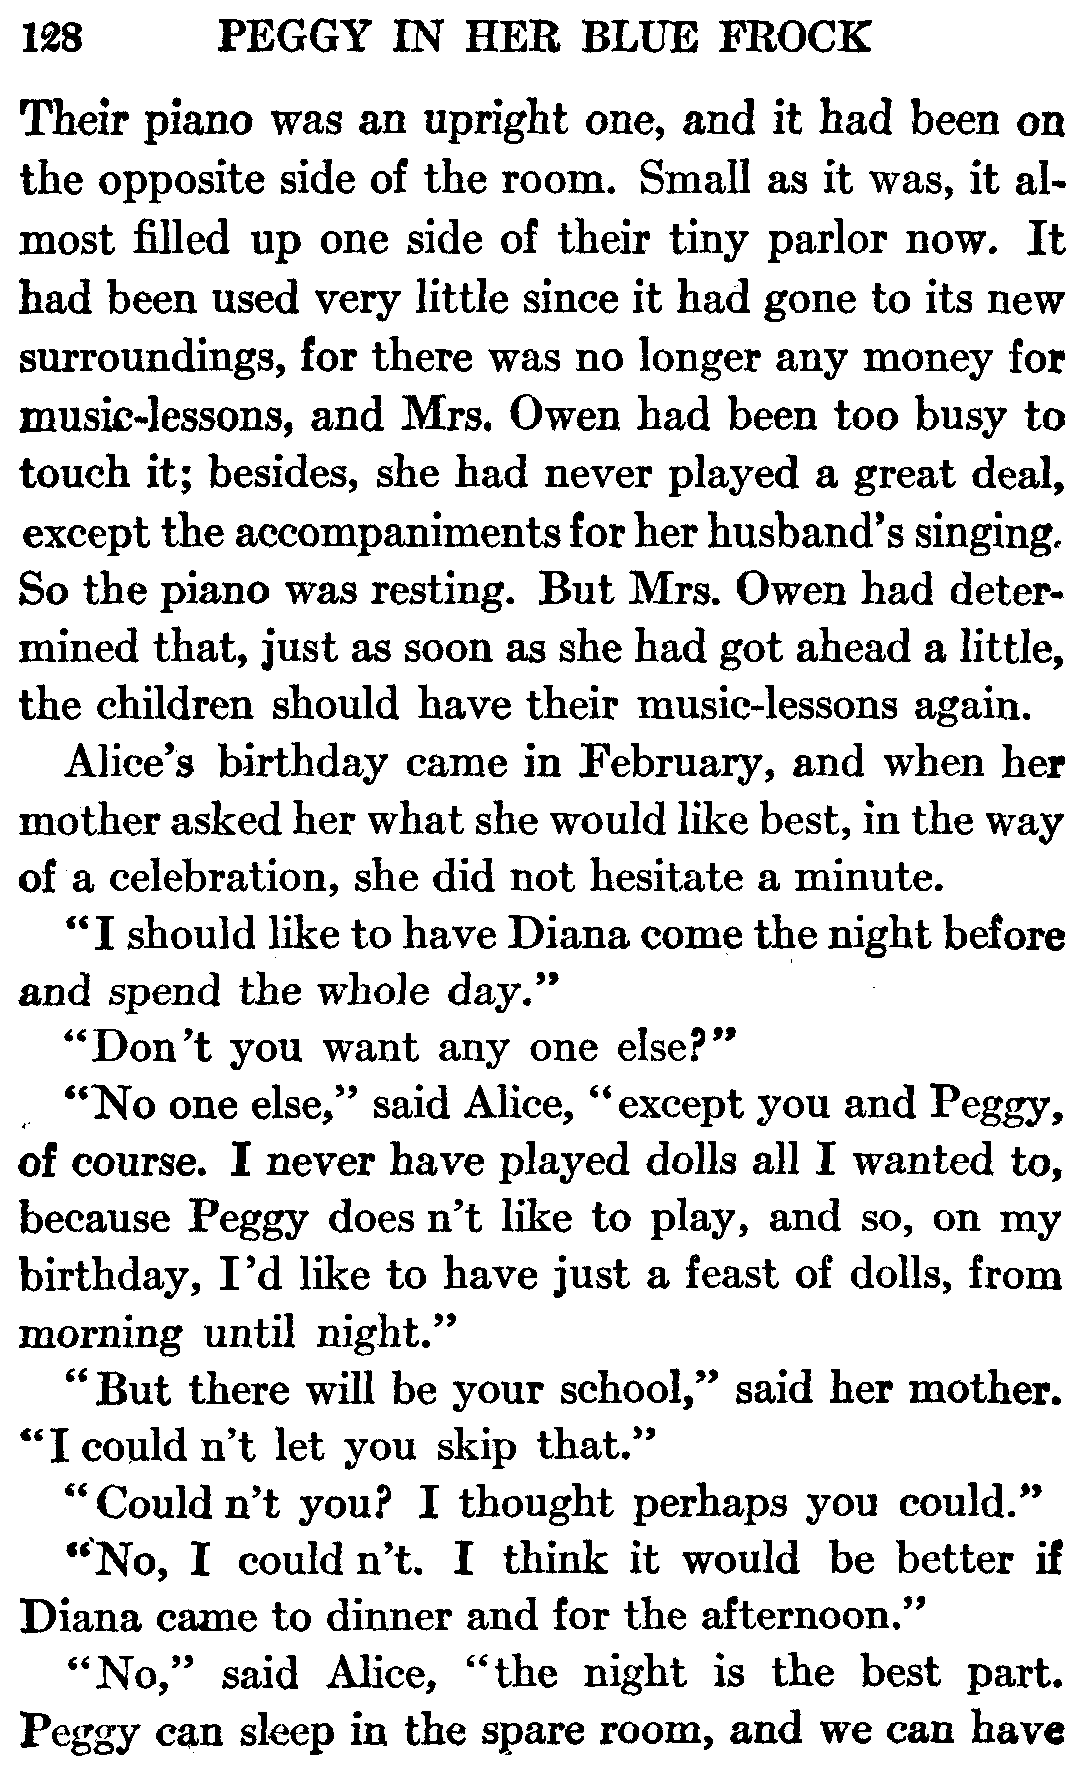 128 PEGGY IN HER BLUE FROCK
Their piano was an upright one, and it had been on
the opposite side of the room. Small as it was, it al-
most filled up one side of their tiny parlor now. It
had been used very little since it had gone to its new
surroundings, for there was no longer any money for
music-lessons, and Mrs. Owen had been too busy to
touch it; besides, she had never played a great deal,
except the accompaniments for her husband's singing.
So the piano was resting. But Mrs. Owen had deter-
mined that, just as soon as she had got ahead a little,
the children should have their music-lessons again.
Alice's birthday came in February, and when her
mother asked her what she would like best, in the way
of a celebration, she did not hesitate a minute.
"I should like to have Diana come the night before
and spend the whole day."
"Don't you want any one else?"
"No one else," said Alice, "except you and Peggy,
of course. I never have played dolls all I wanted to,
because Peggy does n't like to play, and so, on my
birthday, I'd like to have just a feast of dolls, from
morning until night."
"But there will be your school," said her mother.
"I could n't let you skip that."
"Could n't you? I thought perhaps you could."
"No, I could n't. I think it would be better if
Diana came to dinner and for the afternoon."
"No," said Alice, "the night is the best part.
Peggy can sleep in the spare room, and we can have